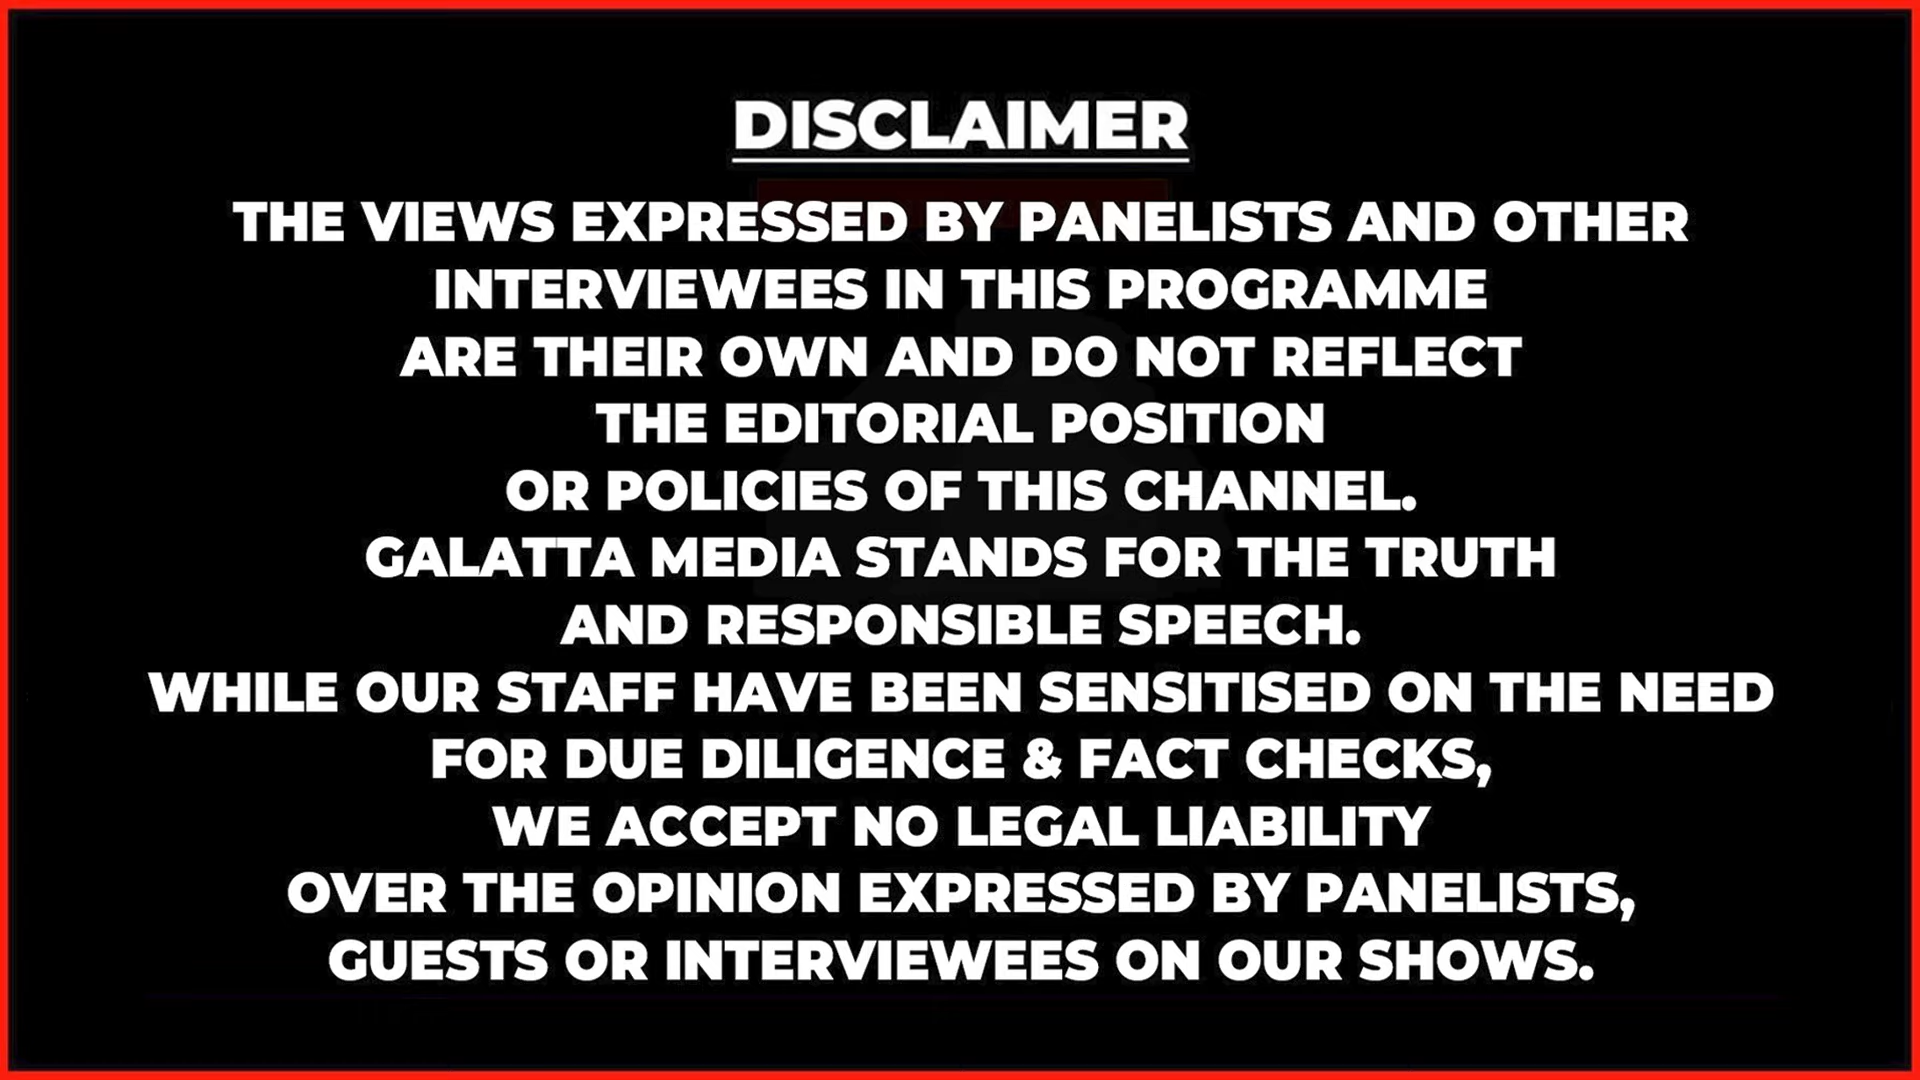 DISCLAIMER
THE VIEWS EXPRESSED BY PANELISTS AND OTHER
INTERVIEWEES IN THIS PROGRAMME
ARE THEIR OWN AND DO NOT REFLECT
THE EDITORIAL POSITION
OR POLICIES OF THIS CHANNEL.
GALATTA MEDIA STANDS FOR THE TRUTH
AND RESPONSIBLE SPEECH.
WHILE OUR STAFF HAVE BEEN SENSITISED ON THE NEED
FOR DUE DILIGENCE & FACT CHECKS,
WE ACCEPT NO LEGAL LIABILITY
OVER THE OPINION EXPRESSED BY PANELISTS,
GUESTS OR INTERVIEWEES ON OUR SHOWS.